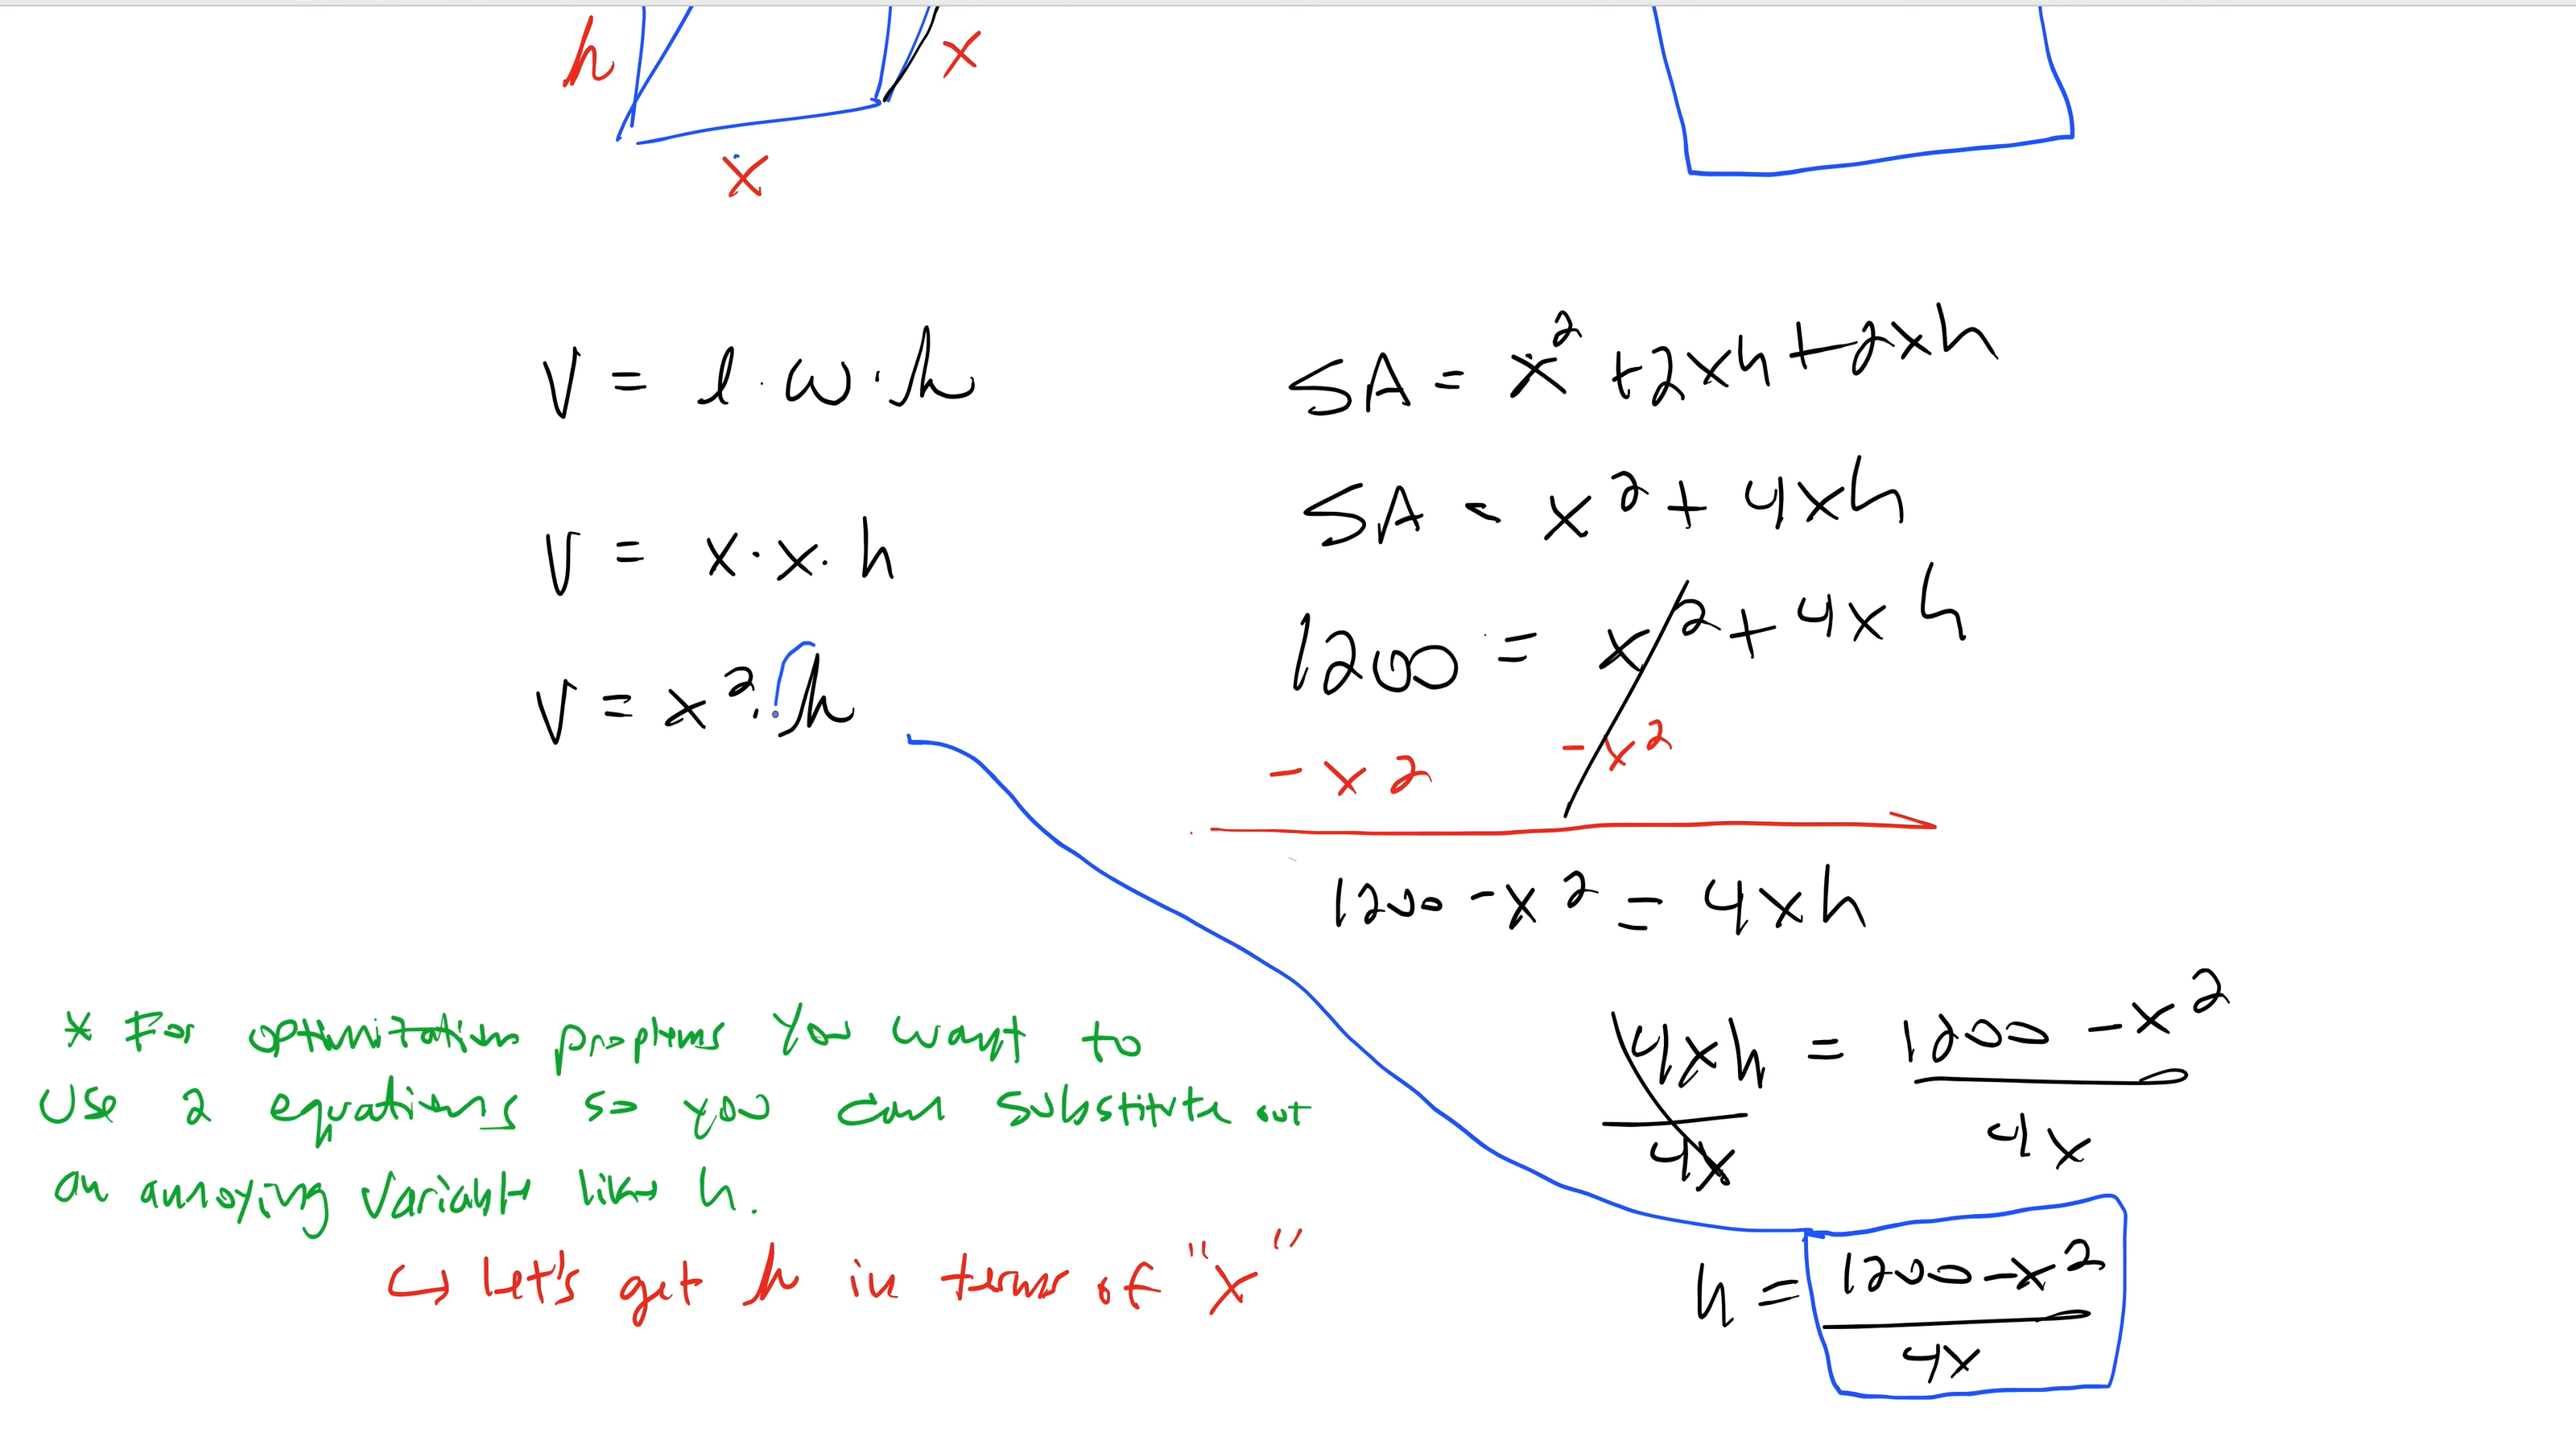 h
x
x
V = l · w · h
V = x · x · h
V = x² · h
SA = x² + 2xh + 2xh
SA = x² + 4xh
1200 = x² + 4xh
- x² - x²
1200 - x² = 4xh
4xh = 1200 - x²
4x 4x
h = 1200 - x²
4x
* For optimization problems you want to
use 2 equations so you can substitute out
an annoying variable like h.
↪ Let's get h in terms of "x"